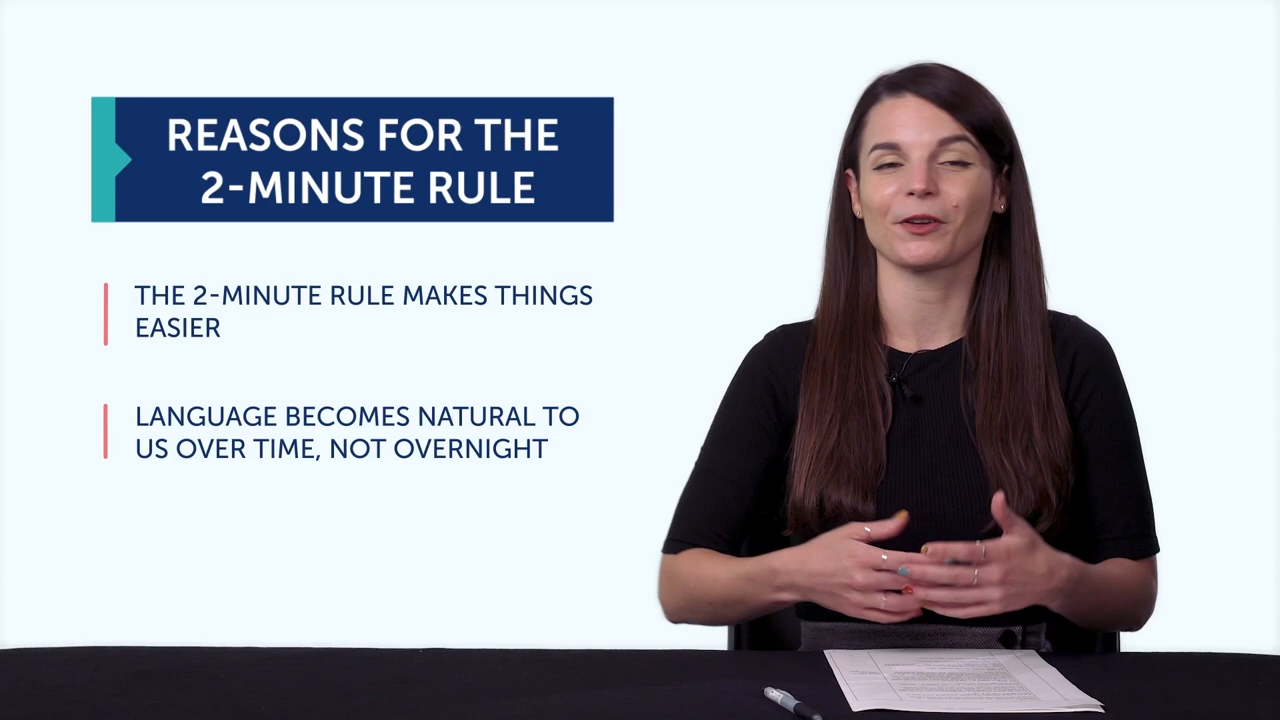 REASONS FOR THE
2-MINUTE RULE
THE 2-MINUTE RULE MAKES THINGS
EASIER
LANGUAGE BECOMES NATURAL TO
US OVER TIME, NOT OVERNIGHT